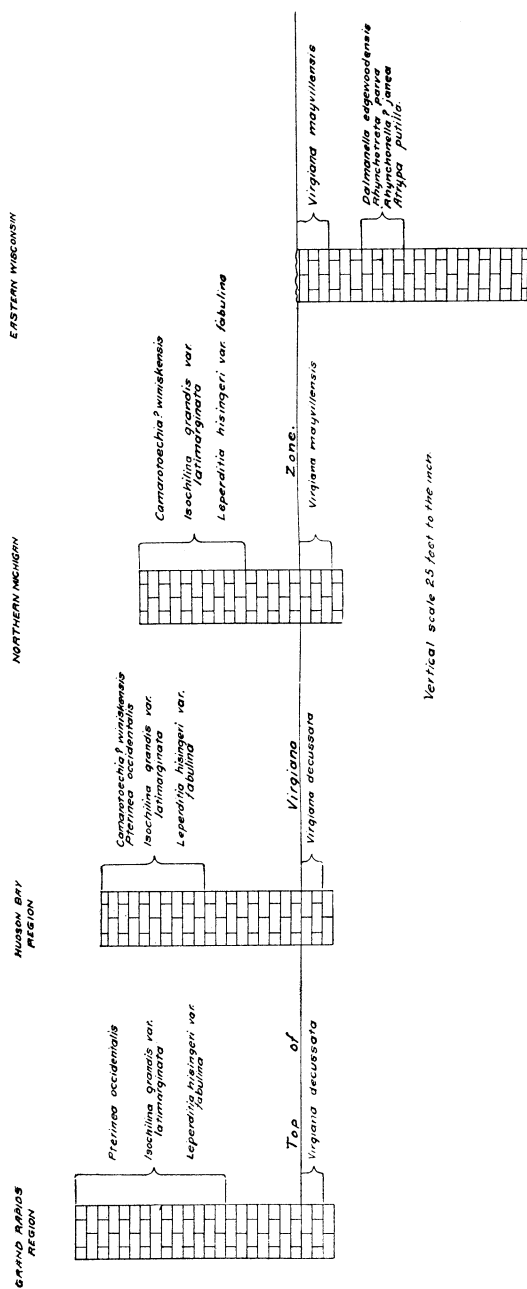 GRAND RAPIDS
REGION
Pterinea occidentalis
Isochilina grandis var.
latimarginata
Leperditia hisingeri var.
fabulina
Virgiana decussata
HUDSON BAY
REGION
Camarotoechia? winiskensis
Pterinea occidentalis
Isochilina grandis var.
latimarginata
Leperditia hisingeri var.
fabulina
Virgiana decussata
NORTHERN MICHIGAN
Camarotoechia? winiskensis
Isochilina grandis var.
latimarginata
Leperditia hisingeri var. fabulina
Virgiana mayvillensis
EASTERN WISCONSIN
Virgiana mayvillensis
Dalmanella edgewoodensis
Rhynchotreta parva
Rhynchonella? janea
Atrypa putilla.
Top of Virgiana Zone.
Vertical scale 25 feet to the inch.